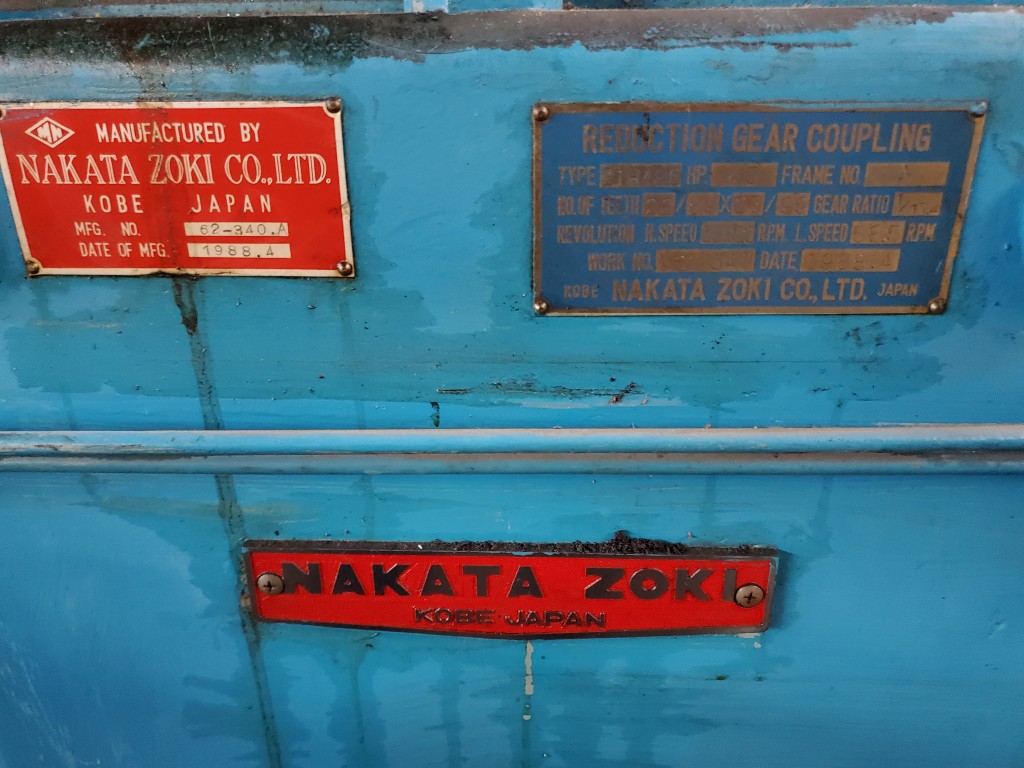 MANUFACTURED BY
NAKATA ZOKI CO.,LTD.
KOBE JAPAN
MFG. NO. 62-340.A
DATE OF MFG. 1988.4
REDUCTION GEAR COUPLING
TYPE HP FRAME NO. A
NO. OF TEETH GEAR RATIO
REVOLUTION H. SPEED RPM. L. SPEED RPM
WORK NO. DATE
KOBE NAKATA ZOKI CO., LTD. JAPAN
NAKATA ZOKI
KOBE·JAPAN